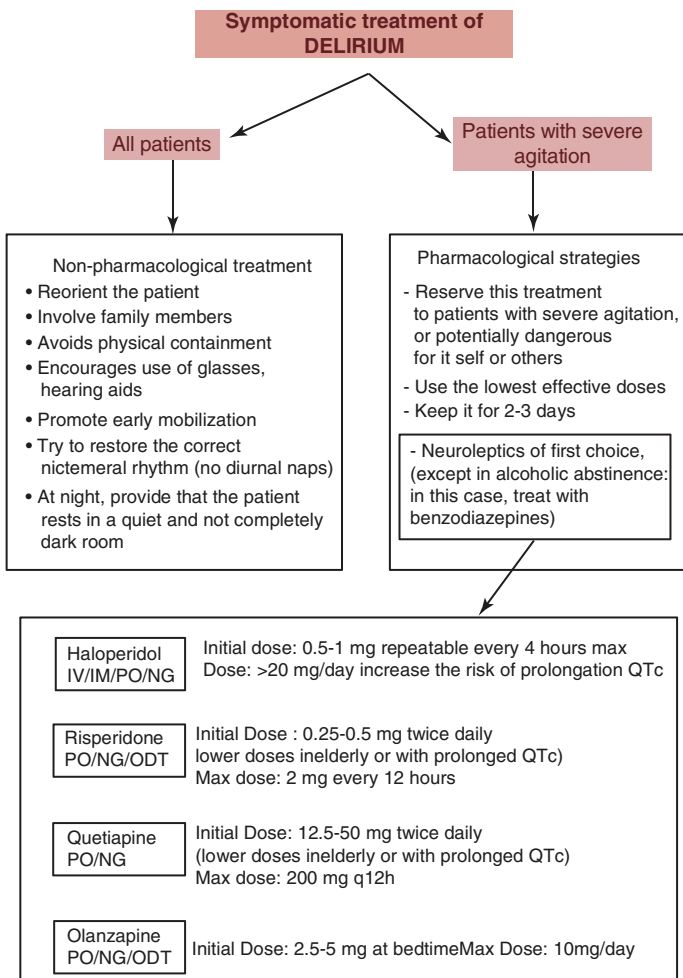 Symptomatic treatment of
DELIRIUM
All patients
Patients with severe
agitation
Non-pharmacological treatment
• Reorient the patient
• Involve family members
• Avoids physical containment
• Encourages use of glasses,
hearing aids
• Promote early mobilization
• Try to restore the correct
nictemeral rhythm (no diurnal naps)
• At night, provide that the patient
rests in a quiet and not completely
dark room
Pharmacological strategies
- Reserve this treatment
to patients with severe agitation,
or potentially dangerous
for it self or others
- Use the lowest effective doses
- Keep it for 2-3 days
- Neuroleptics of first choice,
(except in alcoholic abstinence:
in this case, treat with
benzodiazepines)
Haloperidol
IV/IM/PO/NG
Initial dose: 0.5-1 mg repeatable every 4 hours max
Dose: >20 mg/day increase the risk of prolongation QTc
Risperidone
PO/NG/ODT
Initial Dose : 0.25-0.5 mg twice daily
lower doses inelderly or with prolonged QTc)
Max dose: 2 mg every 12 hours
Quetiapine
PO/NG
Initial Dose: 12.5-50 mg twice daily
(lower doses inelderly or with prolonged QTc)
Max dose: 200 mg q12h
Olanzapine
PO/NG/ODT
Initial Dose: 2.5-5 mg at bedtimeMax Dose: 10mg/day